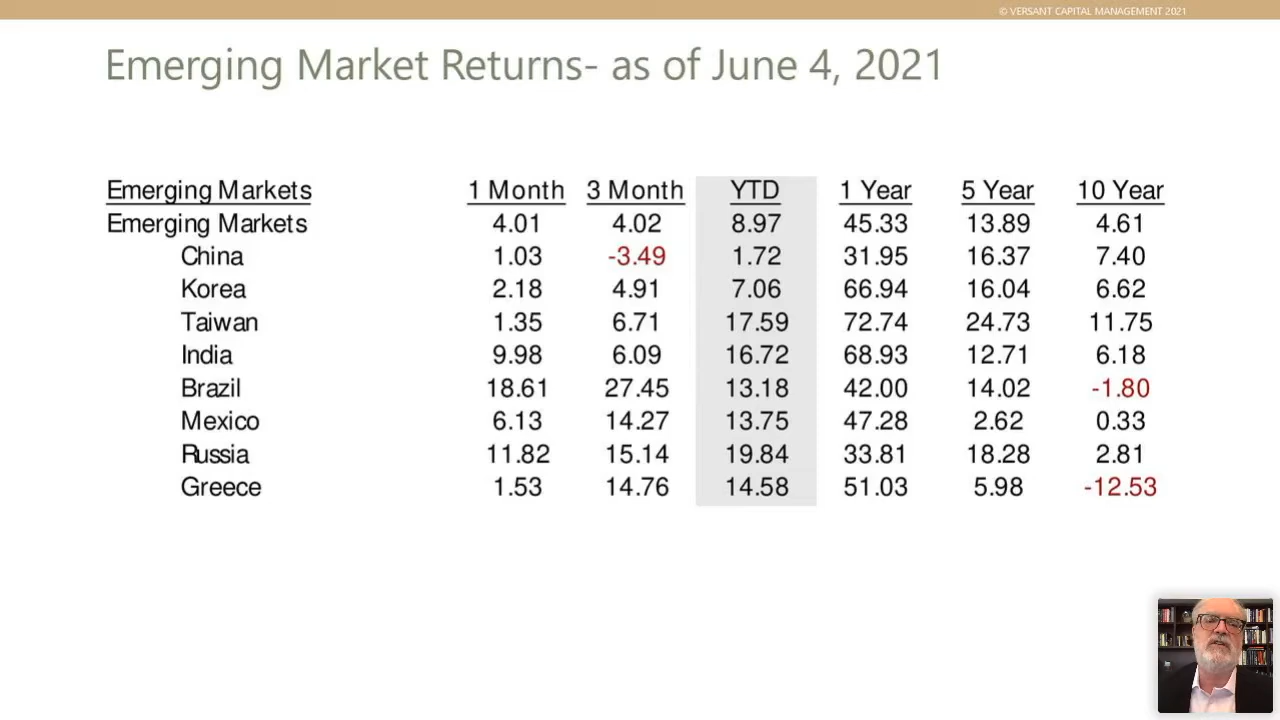 © VERSANT CAPITAL MANAGEMENT 2021
Emerging Market Returns- as of June 4, 2021
Emerging Markets 1 Month 3 Month YTD 1 Year 5 Year 10 Year
Emerging Markets 4.01 4.02 8.97 45.33 13.89 4.61
China 1.03 -3.49 1.72 31.95 16.37 7.40
Korea 2.18 4.91 7.06 66.94 16.04 6.62
Taiwan 1.35 6.71 17.59 72.74 24.73 11.75
India 9.98 6.09 16.72 68.93 12.71 6.18
Brazil 18.61 27.45 13.18 42.00 14.02 -1.80
Mexico 6.13 14.27 13.75 47.28 2.62 0.33
Russia 11.82 15.14 19.84 33.81 18.28 2.81
Greece 1.53 14.76 14.58 51.03 5.98 -12.53